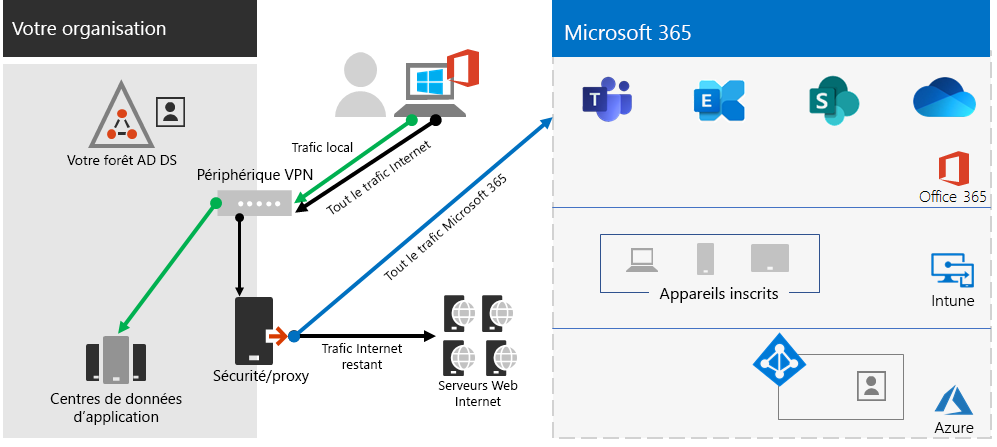 Votre organisation
Microsoft 365
Votre forêt AD DS
Périphérique VPN
Trafic local
Tout le trafic Internet
Tout le trafic Microsoft 365
T
E
S
Office 365
Appareils inscrits
Intune
Sécurité/proxy
Trafic Internet
restant
Centres de données
d'application
Serveurs Web
Internet
Azure